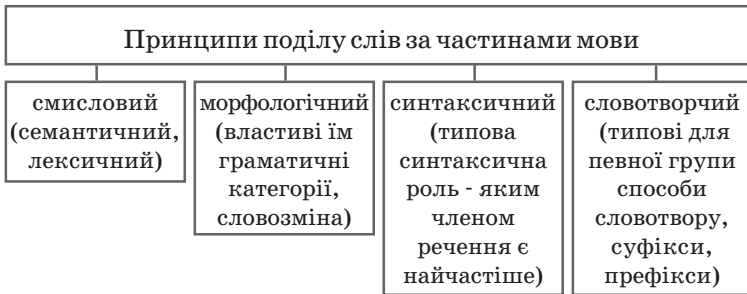 Принципи поділу слів за частинами мови
смисловий
(семантичний,
лексичний)
морфологічний
(властиві їм
граматичні
категорії,
словозміна)
синтаксичний
(типова
синтаксична
роль - яким
членом
речення є
найчастіше)
словотворчий
(типові для
певної групи
способи
словотвору,
суфікси,
префікси)